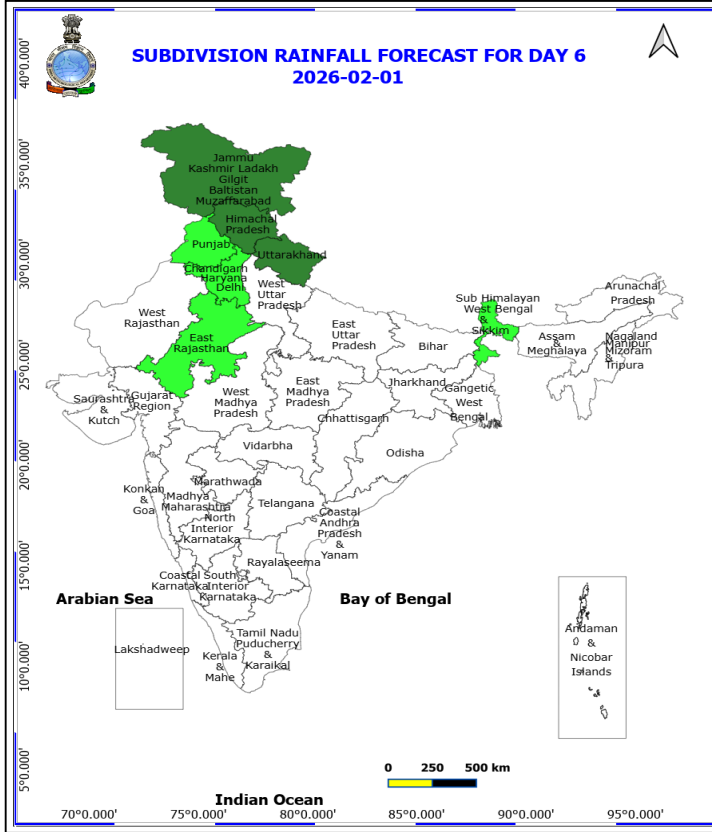 SUBDIVISION RAINFALL FORECAST FOR DAY 6
2026-02-01
40°0.000'
35°0.000'
30°0.000'
25°0.000'
20°0.000'
15°0.000'
10°0.000'
5°0.000'
Jammu
Kashmir Ladakh
Gilgit
Baltistan
Muzaffarabad
Himachal
Pradesh
Uttarakhand
Punjab
Chandigarh
Haryana
Delhi
West
Uttar
Pradesh
West
Rajasthan
East
Rajasthan
East
Uttar
Pradesh
Bihar
Sub Himalayan
West Bengal
&
Sikkim
Arunachal
Pradesh
Assam
&
Meghalaya
Nagaland
Manipur
Mizoram
&
Tripura
Saurashtra
&
Kutch
Gujarat
Region
West
Madhya
Pradesh
East
Madhya
Pradesh
Jharkhand
Gangetic
West
Bengal
Chhattisgarh
Odisha
Vidarbha
Konkan
&
Goa
Madhya
Maharashtra
Marathwada
Telangana
North
Interior
Karnataka
Coastal
Andhra
Pradesh
&
Yanam
Rayalaseema
Coastal
Karnataka
South
Interior
Karnataka
Arabian Sea
Bay of Bengal
Lakshadweep
Kerala
&
Mahe
Tamil Nadu
Puducherry
&
Karaikal
Andaman
&
Nicobar
Islands
0 250 500 km
Indian Ocean
70°0.000' 75°0.000' 80°0.000' 85°0.000' 90°0.000' 95°0.000'